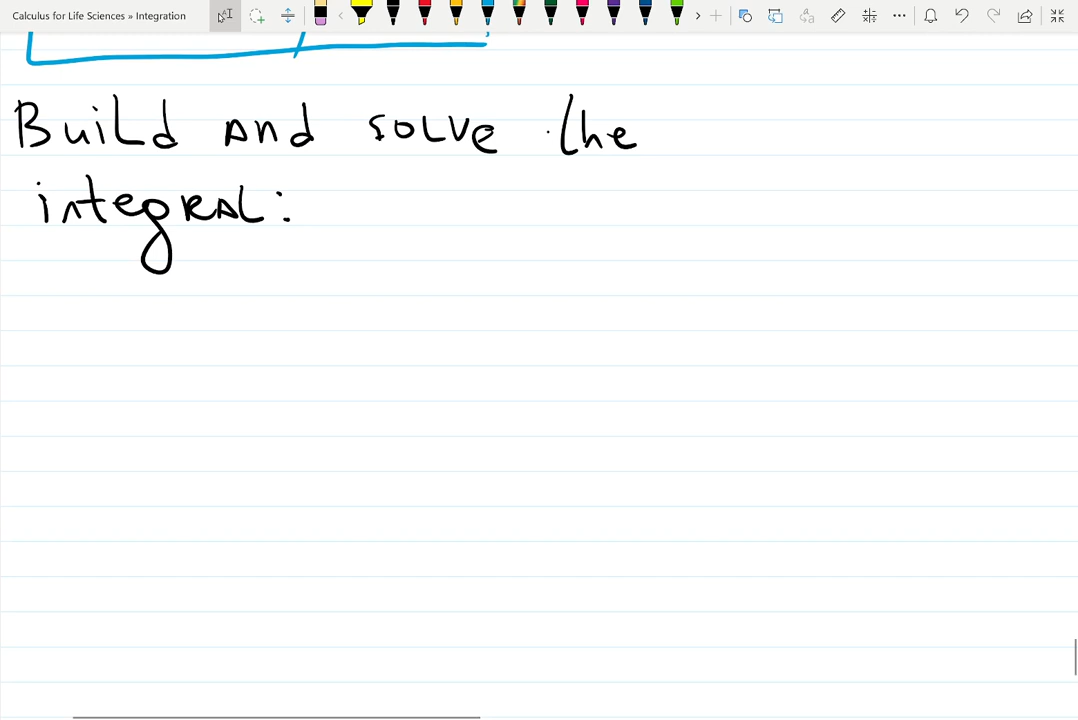 Calculus for Life Sciences » Integration
Build and solve the
integral: